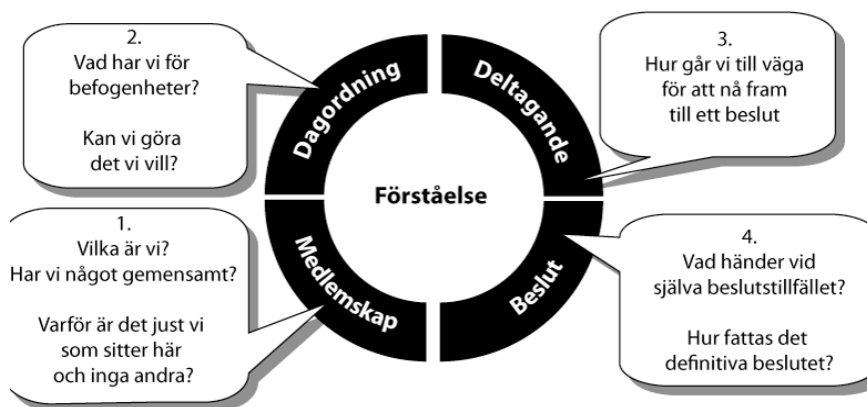 2.
Vad har vi för
befogenheter?
Kan vi göra
det vi vill?
Dagordning
Deltagande
3.
Hur går vi till väga
för att nå fram
till ett beslut
Förståelse
1.
Vilka är vi?
Har vi något gemensamt?
Varför är det just vi
som sitter här
och inga andra?
Medlemskap
Beslut
4.
Vad händer vid
själva beslutstillfället?
Hur fattas det
definitiva beslutet?